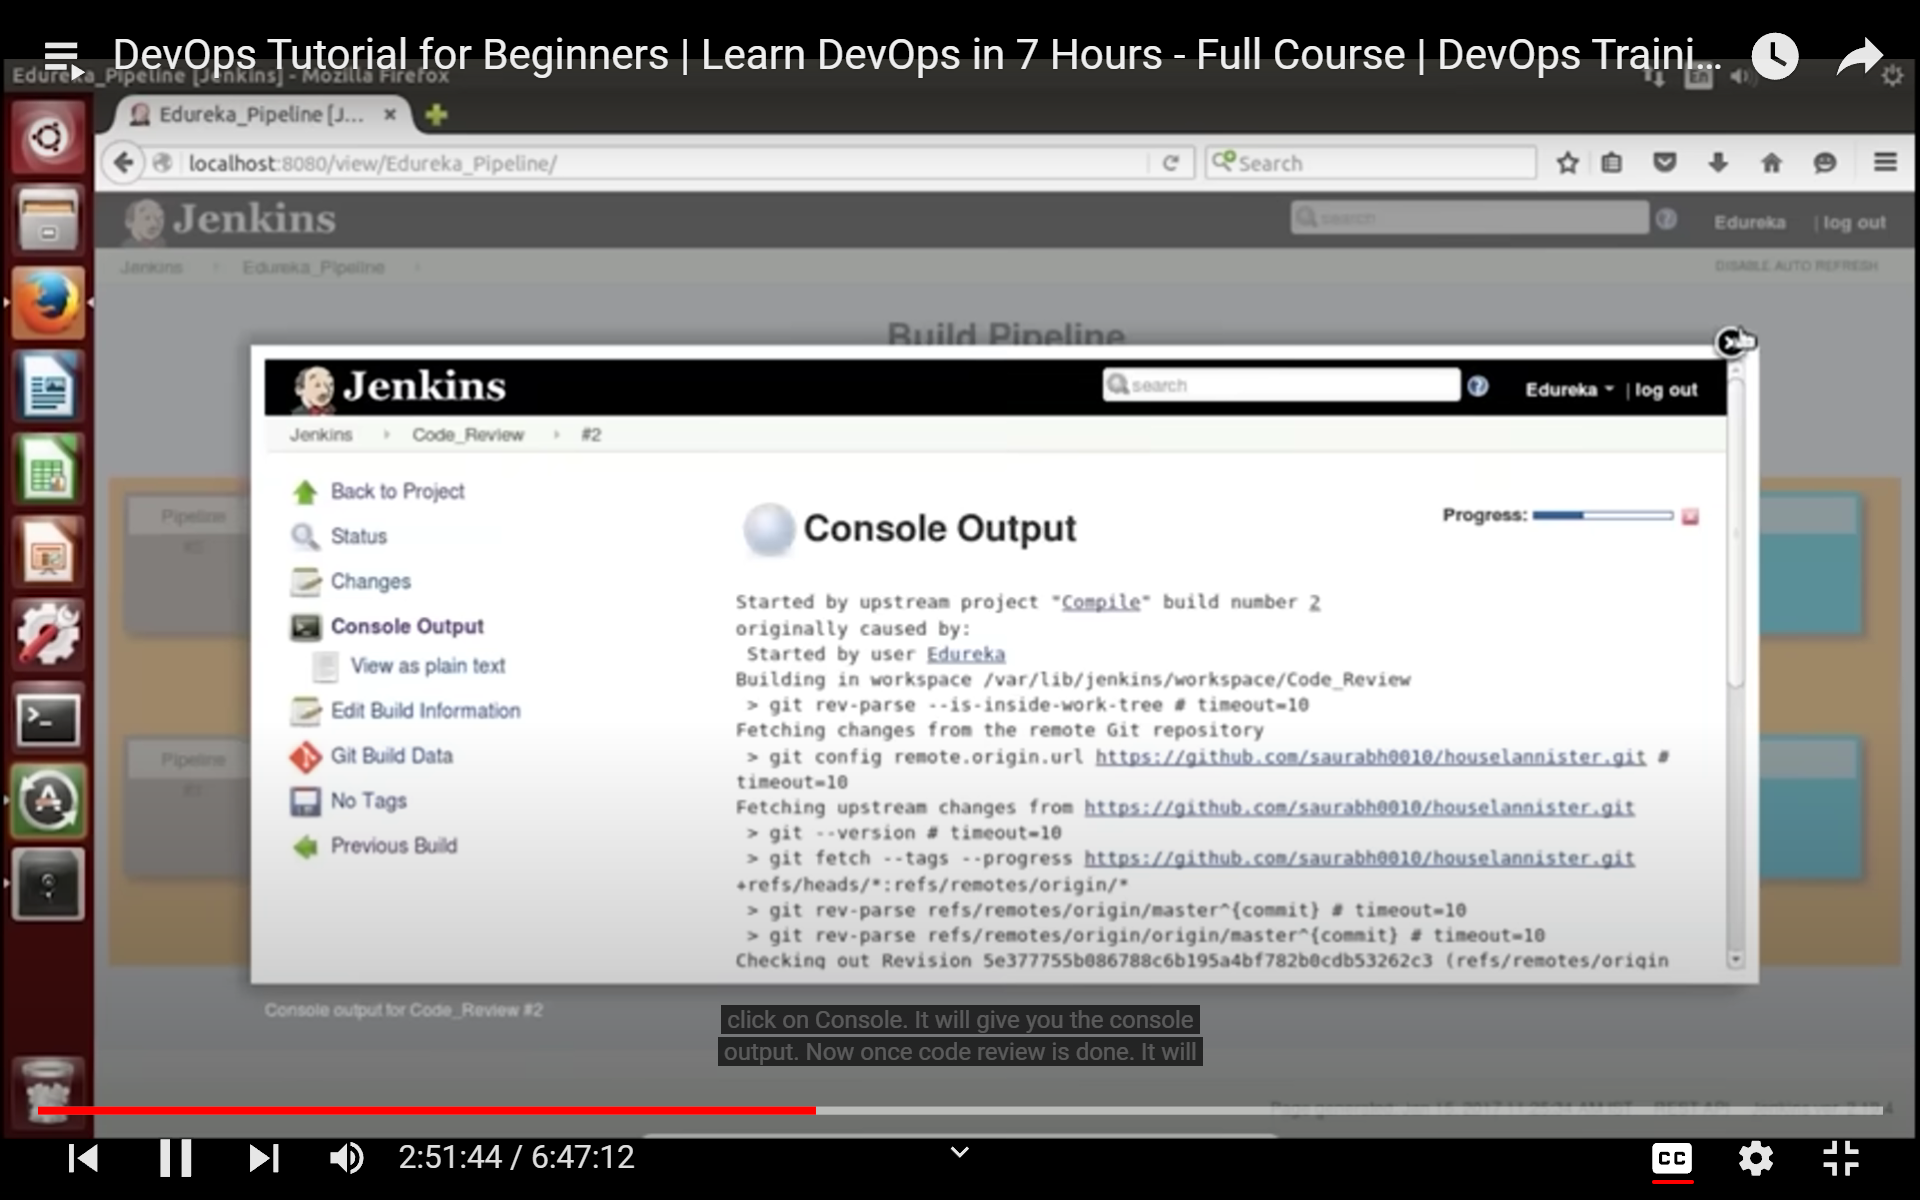 DevOps Tutorial for Beginners | Learn DevOps in 7 Hours - Full Course | DevOps Traini...
Edureka_Pipeline [Jenkins] - Mozilla Firefox
En
Edureka_Pipeline [J...
localhost:8080/view/Edureka_Pipeline/
Search
Jenkins
search
Edureka | log out
Jenkins
Edureka_Pipeline
DISABLE AUTO REFRESH
Build Pipeline
Jenkins
search
Edureka | log out
Jenkins
Code_Review
#2
Back to Project
Status
Changes
Console Output
View as plain text
Edit Build Information
Git Build Data
No Tags
Previous Build
Console Output
Progress:
Started by upstream project "Compile" build number 2
originally caused by:
Started by user Edureka
Building in workspace /var/lib/jenkins/workspace/Code_Review
> git rev-parse --is-inside-work-tree # timeout=10
Fetching changes from the remote Git repository
> git config remote.origin.url https://github.com/saurabh0010/houselannister.git #
timeout=10
Fetching upstream changes from https://github.com/saurabh0010/houselannister.git
> git --version # timeout=10
> git fetch --tags --progress https://github.com/saurabh0010/houselannister.git
+refs/heads/*:refs/remotes/origin/*
> git rev-parse refs/remotes/origin/master^{commit} # timeout=10
> git rev-parse refs/remotes/origin/origin/master^{commit} # timeout=10
Checking out Revision 5e377755b086788c6b195a4bf782b0cdb53262c3 (refs/remotes/origin
Pipeline
Pipeline
Console output for Code_Review #2
click on Console. It will give you the console
output. Now once code review is done. It will
REST API
2:51:44 / 6:47:12
CC